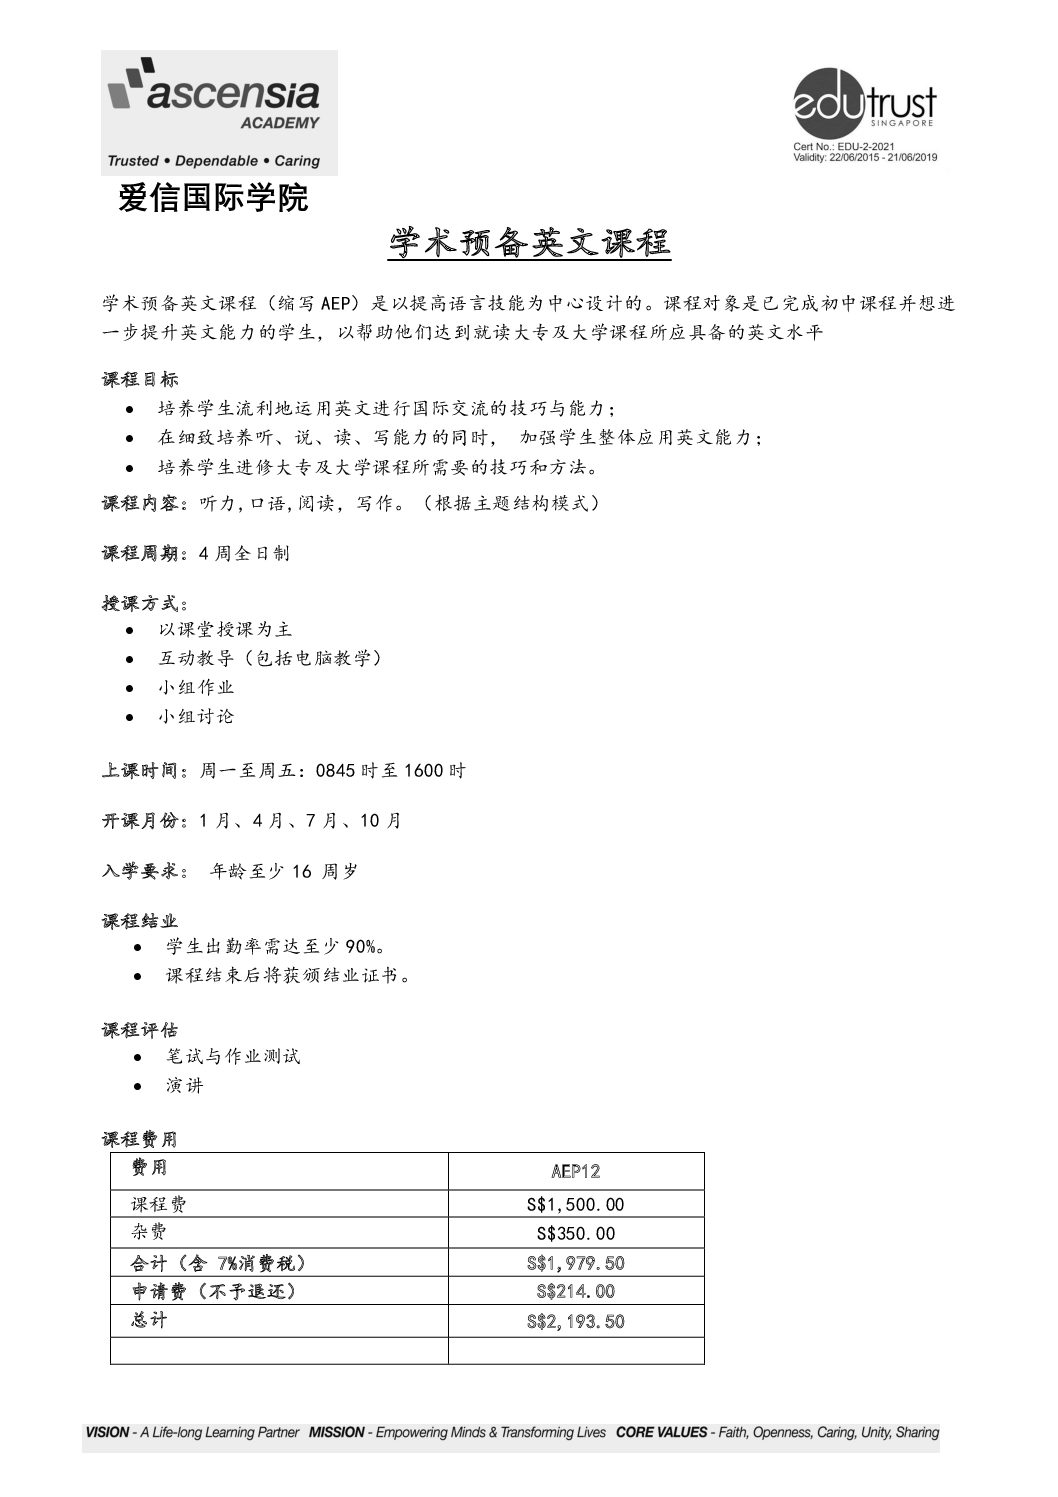 ascensia
ACADEMY
Trusted • Dependable • Caring
爱信国际学院
edutrust
SINGAPORE
Cert No.: EDU-2-2021
Validity: 22/06/2015 - 21/06/2019
学术预备英文课程
学术预备英文课程（缩写 AEP）是以提高语言技能为中心设计的。课程对象是已完成初中课程并想进
一步提升英文能力的学生，以帮助他们达到就读大专及大学课程所应具备的英文水平
课程目标
• 培养学生流利地运用英文进行国际交流的技巧与能力；
• 在细致培养听、说、读、写能力的同时， 加强学生整体应用英文能力；
• 培养学生进修大专及大学课程所需要的技巧和方法。
课程内容：听力,口语,阅读，写作。（根据主题结构模式）
课程周期：4 周全日制
授课方式：
• 以课堂授课为主
• 互动教导（包括电脑教学）
• 小组作业
• 小组讨论
上课时间：周一至周五：0845 时至 1600 时
开课月份：1 月、4 月、7 月、10 月
入学要求： 年龄至少 16 周岁
课程结业
• 学生出勤率需达至少 90%。
• 课程结束后将获颁结业证书。
课程评估
• 笔试与作业测试
• 演讲
课程费用
费用 AEP12
课程费 S$1,500.00
杂费 S$350.00
合计（含 7%消费税） S$1,979.50
申请费（不予退还） S$214.00
总计 S$2,193.50
VISION - A Life-long Learning Partner MISSION - Empowering Minds & Transforming Lives CORE VALUES - Faith, Openness, Caring, Unity, Sharing